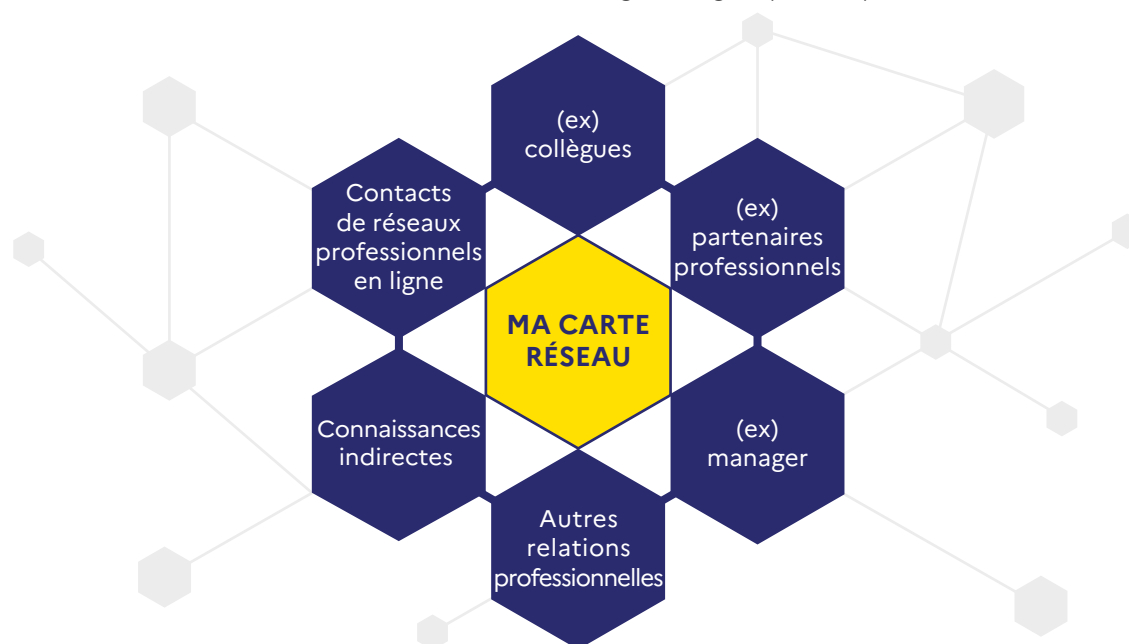 (ex)
collègues
Contacts
de réseaux
professionnels
en ligne
(ex)
partenaires
professionnels
MA CARTE
RÉSEAU
Connaissances
indirectes
(ex)
manager
Autres
relations
professionnelles